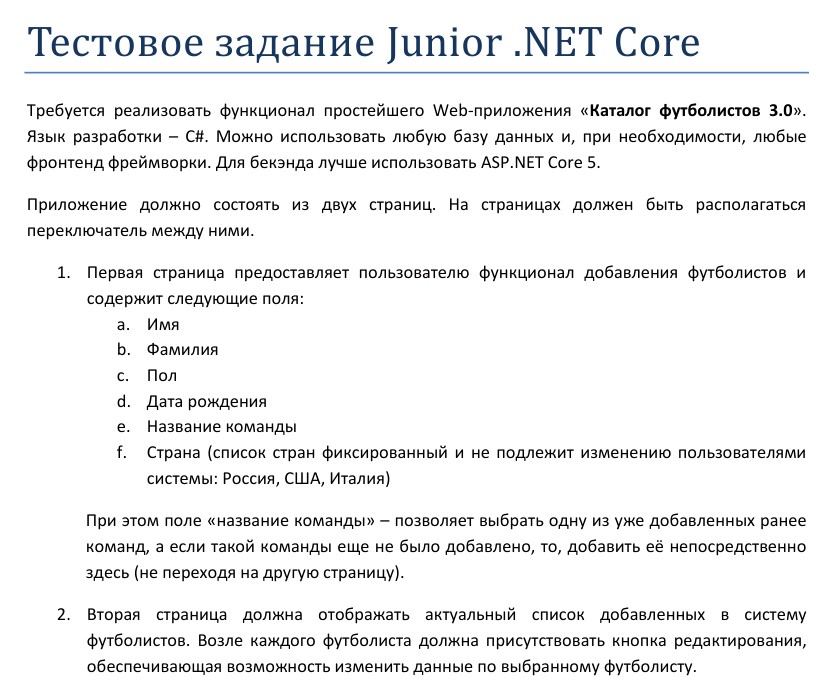 Тестовое задание Junior .NET Core
Требуется реализовать функционал простейшего Web-приложения «Каталог футболистов 3.0».
Язык разработки – C#. Можно использовать любую базу данных и, при необходимости, любые
фронтенд фреймворки. Для бекэнда лучше использовать ASP.NET Core 5.
Приложение должно состоять из двух страниц. На страницах должен быть располагаться
переключатель между ними.
1. Первая страница предоставляет пользователю функционал добавления футболистов и
содержит следующие поля:
a. Имя
b. Фамилия
c. Пол
d. Дата рождения
e. Название команды
f. Страна (список стран фиксированный и не подлежит изменению пользователями
системы: Россия, США, Италия)
При этом поле «название команды» – позволяет выбрать одну из уже добавленных ранее
команд, а если такой команды еще не было добавлено, то, добавить её непосредственно
здесь (не переходя на другую страницу).
2. Вторая страница должна отображать актуальный список добавленных в систему
футболистов. Возле каждого футболиста должна присутствовать кнопка редактирования,
обеспечивающая возможность изменить данные по выбранному футболисту.